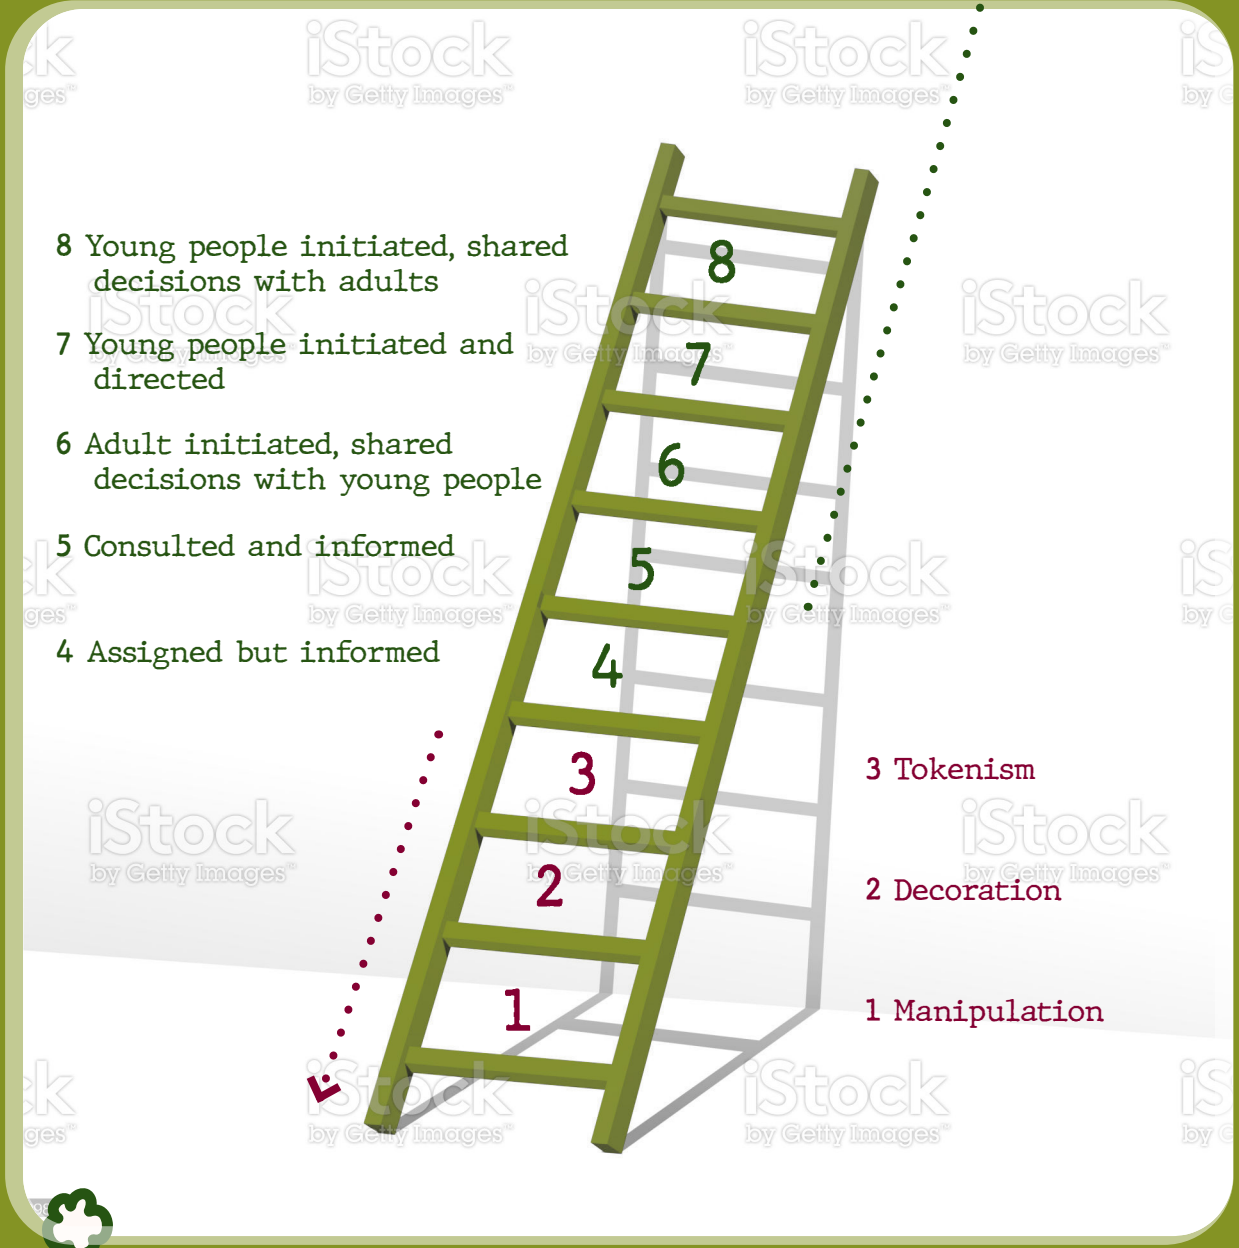 iStock
by Getty Images™
8 Young people initiated, shared
decisions with adults
7 Young people initiated and
directed
6 Adult initiated, shared
decisions with young people
5 Consulted and informed
4 Assigned but informed
8
7
6
5
4
3
2
1
3 Tokenism
2 Decoration
1 Manipulation